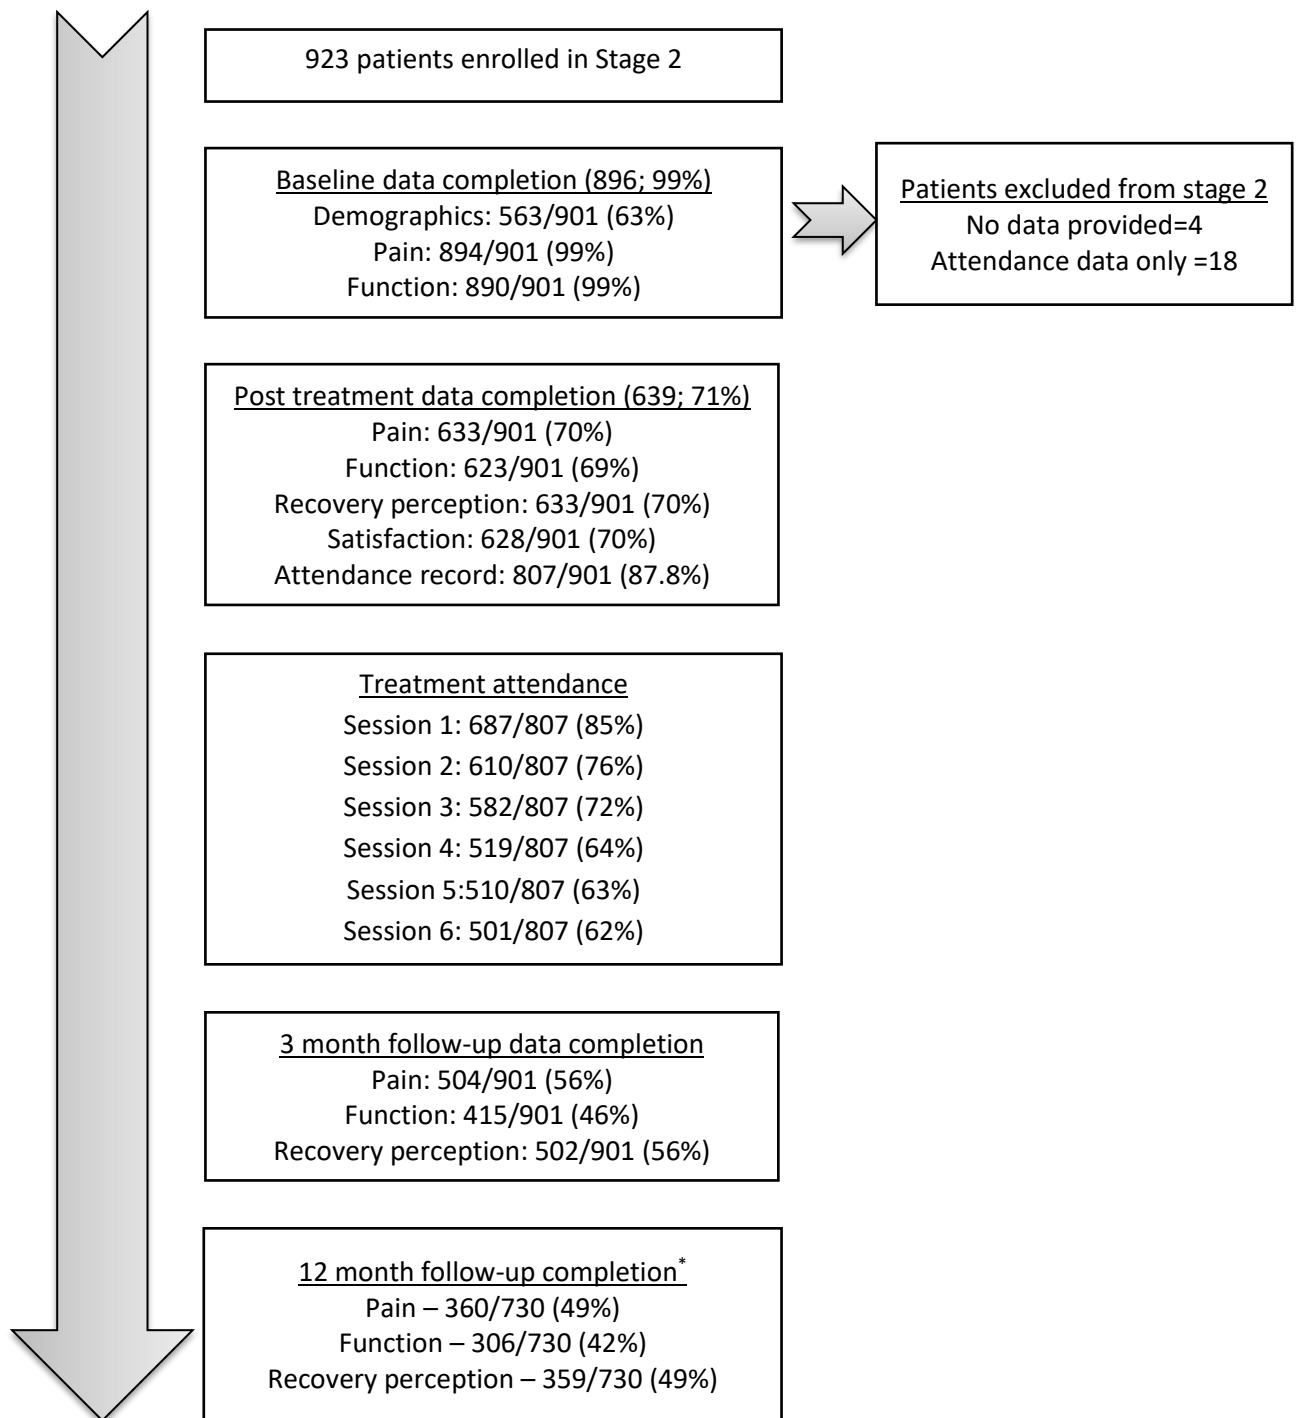 923 patients enrolled in Stage 2
Baseline data completion (896; 99%)
Demographics: 563/901 (63%)
Pain: 894/901 (99%)
Function: 890/901 (99%)
Patients excluded from stage 2
No data provided=4
Attendance data only =18
Post treatment data completion (639; 71%)
Pain: 633/901 (70%)
Function: 623/901 (69%)
Recovery perception: 633/901 (70%)
Satisfaction: 628/901 (70%)
Attendance record: 807/901 (87.8%)
Treatment attendance
Session 1: 687/807 (85%)
Session 2: 610/807 (76%)
Session 3: 582/807 (72%)
Session 4: 519/807 (64%)
Session 5:510/807 (63%)
Session 6: 501/807 (62%)
3 month follow-up data completion
Pain: 504/901 (56%)
Function: 415/901 (46%)
Recovery perception: 502/901 (56%)
12 month follow-up completion*
Pain – 360/730 (49%)
Function – 306/730 (42%)
Recovery perception – 359/730 (49%)